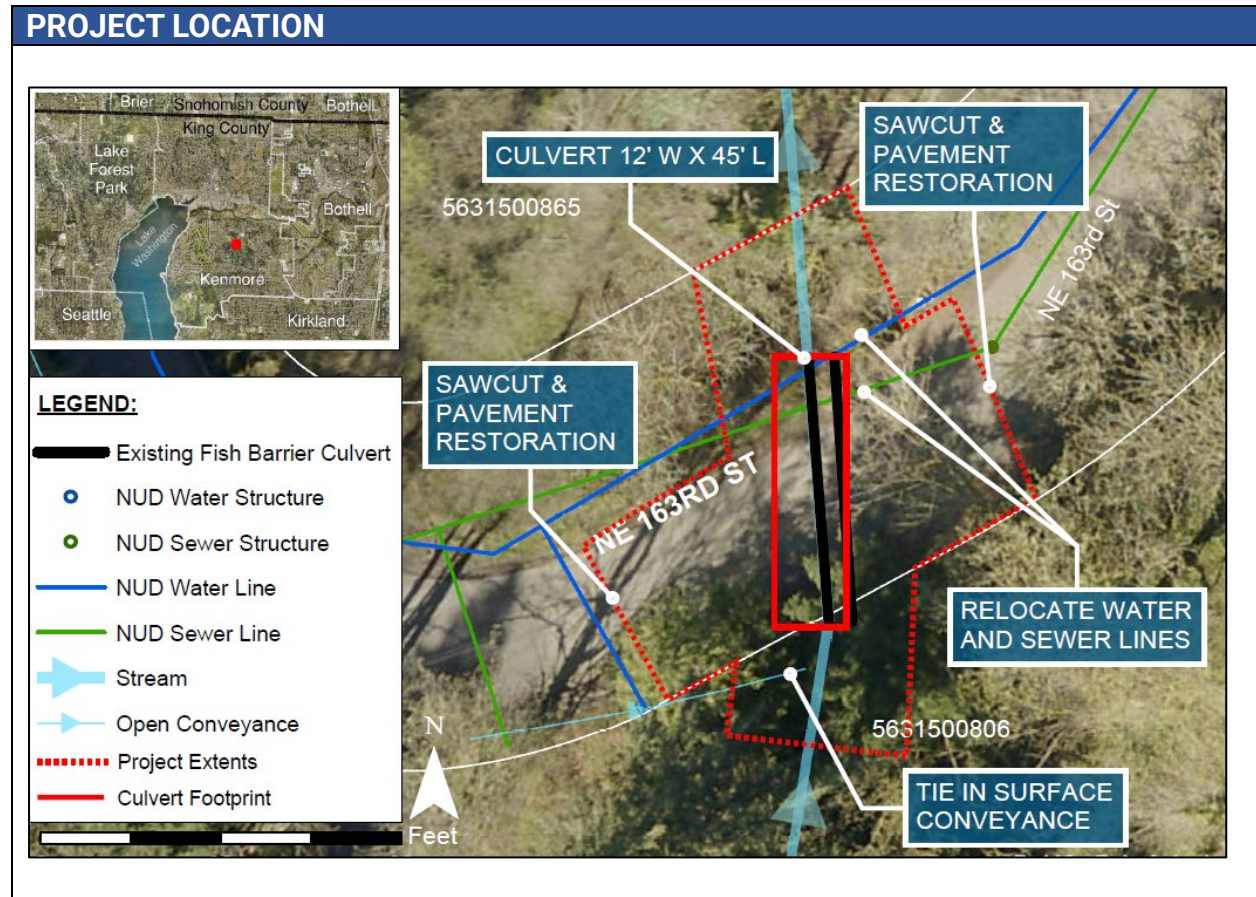 PROJECT LOCATION
Brier
Snohomish County
Bothell
King County
Lake
Forest
Park
Bothell
Lake
Washington
Kenmore
Seattle
Kirkland
CULVERT 12' W X 45' L
SAWCUT &
PAVEMENT
RESTORATION
5631500865
NE 163rd St
SAWCUT &
PAVEMENT
RESTORATION
NE 163RD ST
RELOCATE WATER
AND SEWER LINES
5631500806
TIE IN SURFACE
CONVEYANCE
LEGEND:
Existing Fish Barrier Culvert
NUD Water Structure
NUD Sewer Structure
NUD Water Line
NUD Sewer Line
Stream
Open Conveyance
Project Extents
Culvert Footprint
N
Feet